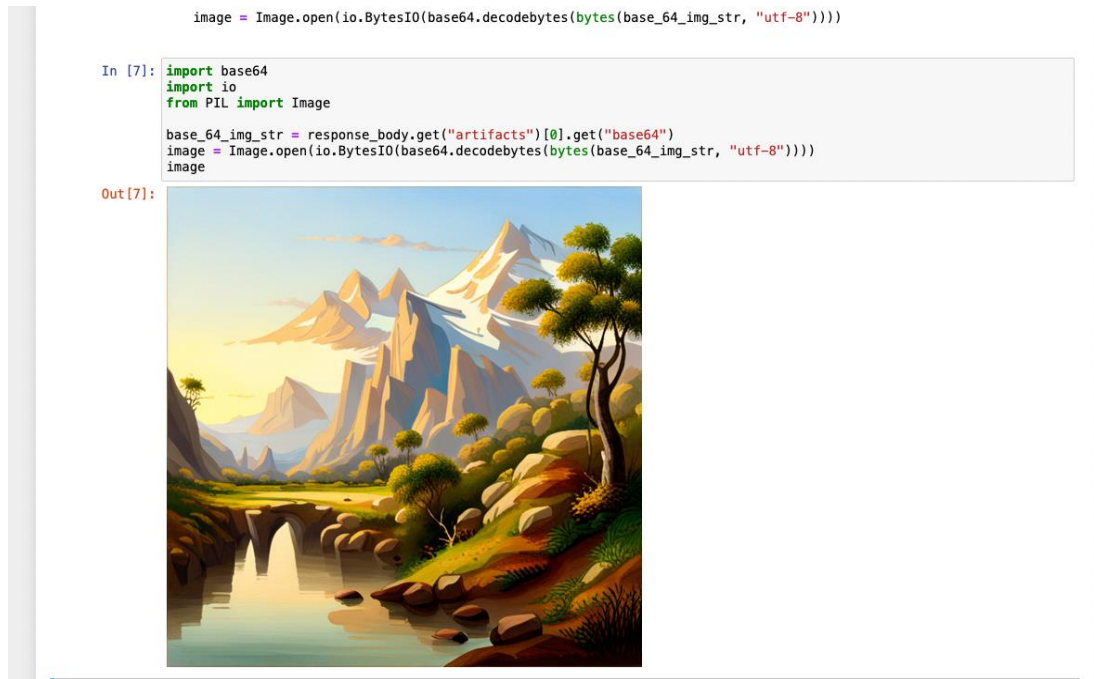 image = Image.open(io.BytesIO(base64.decodebytes(bytes(base_64_img_str, "utf-8"))))
In [7]: import base64
import io
from PIL import Image
base_64_img_str = response_body.get("artifacts")[0].get("base64")
image = Image.open(io.BytesIO(base64.decodebytes(bytes(base_64_img_str, "utf-8"))))
image
Out[7]: